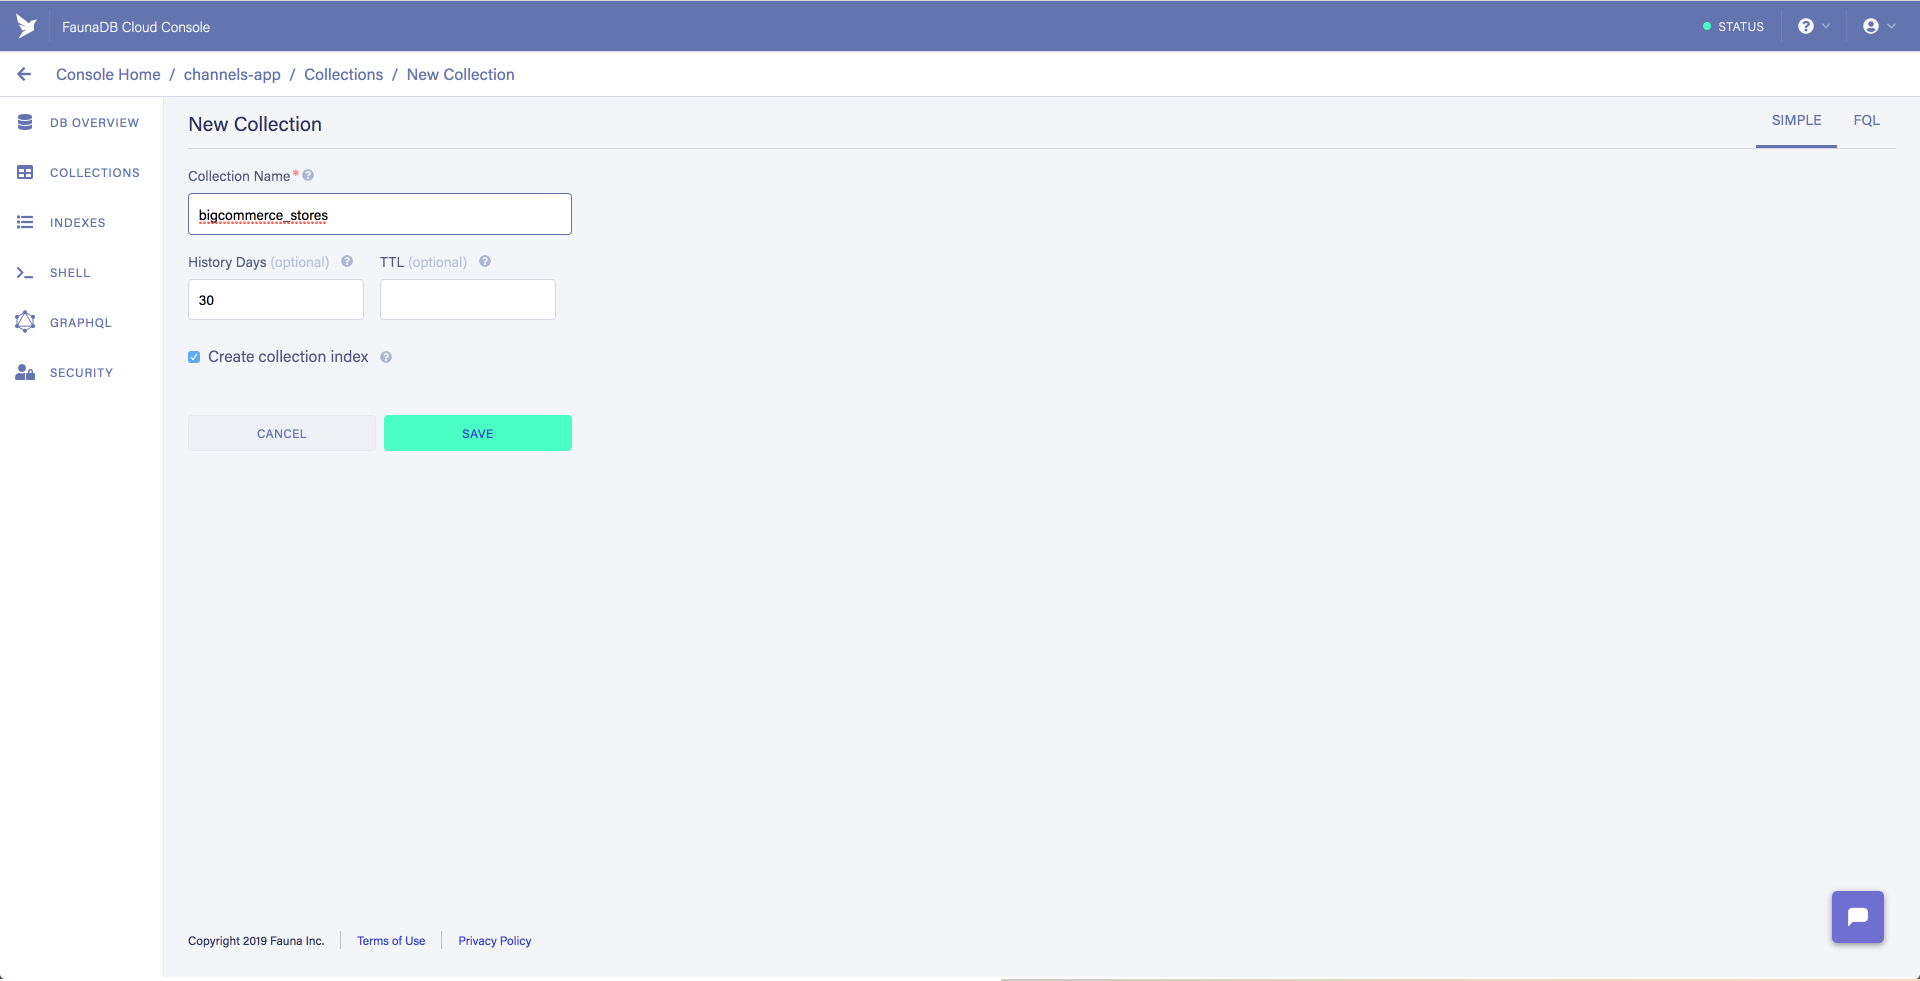 FaunaDB Cloud Console
STATUS
Console Home / channels-app / Collections / New Collection
DB OVERVIEW
COLLECTIONS
INDEXES
SHELL
GRAPHQL
SECURITY
New Collection
SIMPLE
FQL
Collection Name*
bigcommerce_stores
History Days (optional)
TTL (optional)
30
Create collection index
CANCEL
SAVE
Copyright 2019 Fauna Inc.
Terms of Use
Privacy Policy